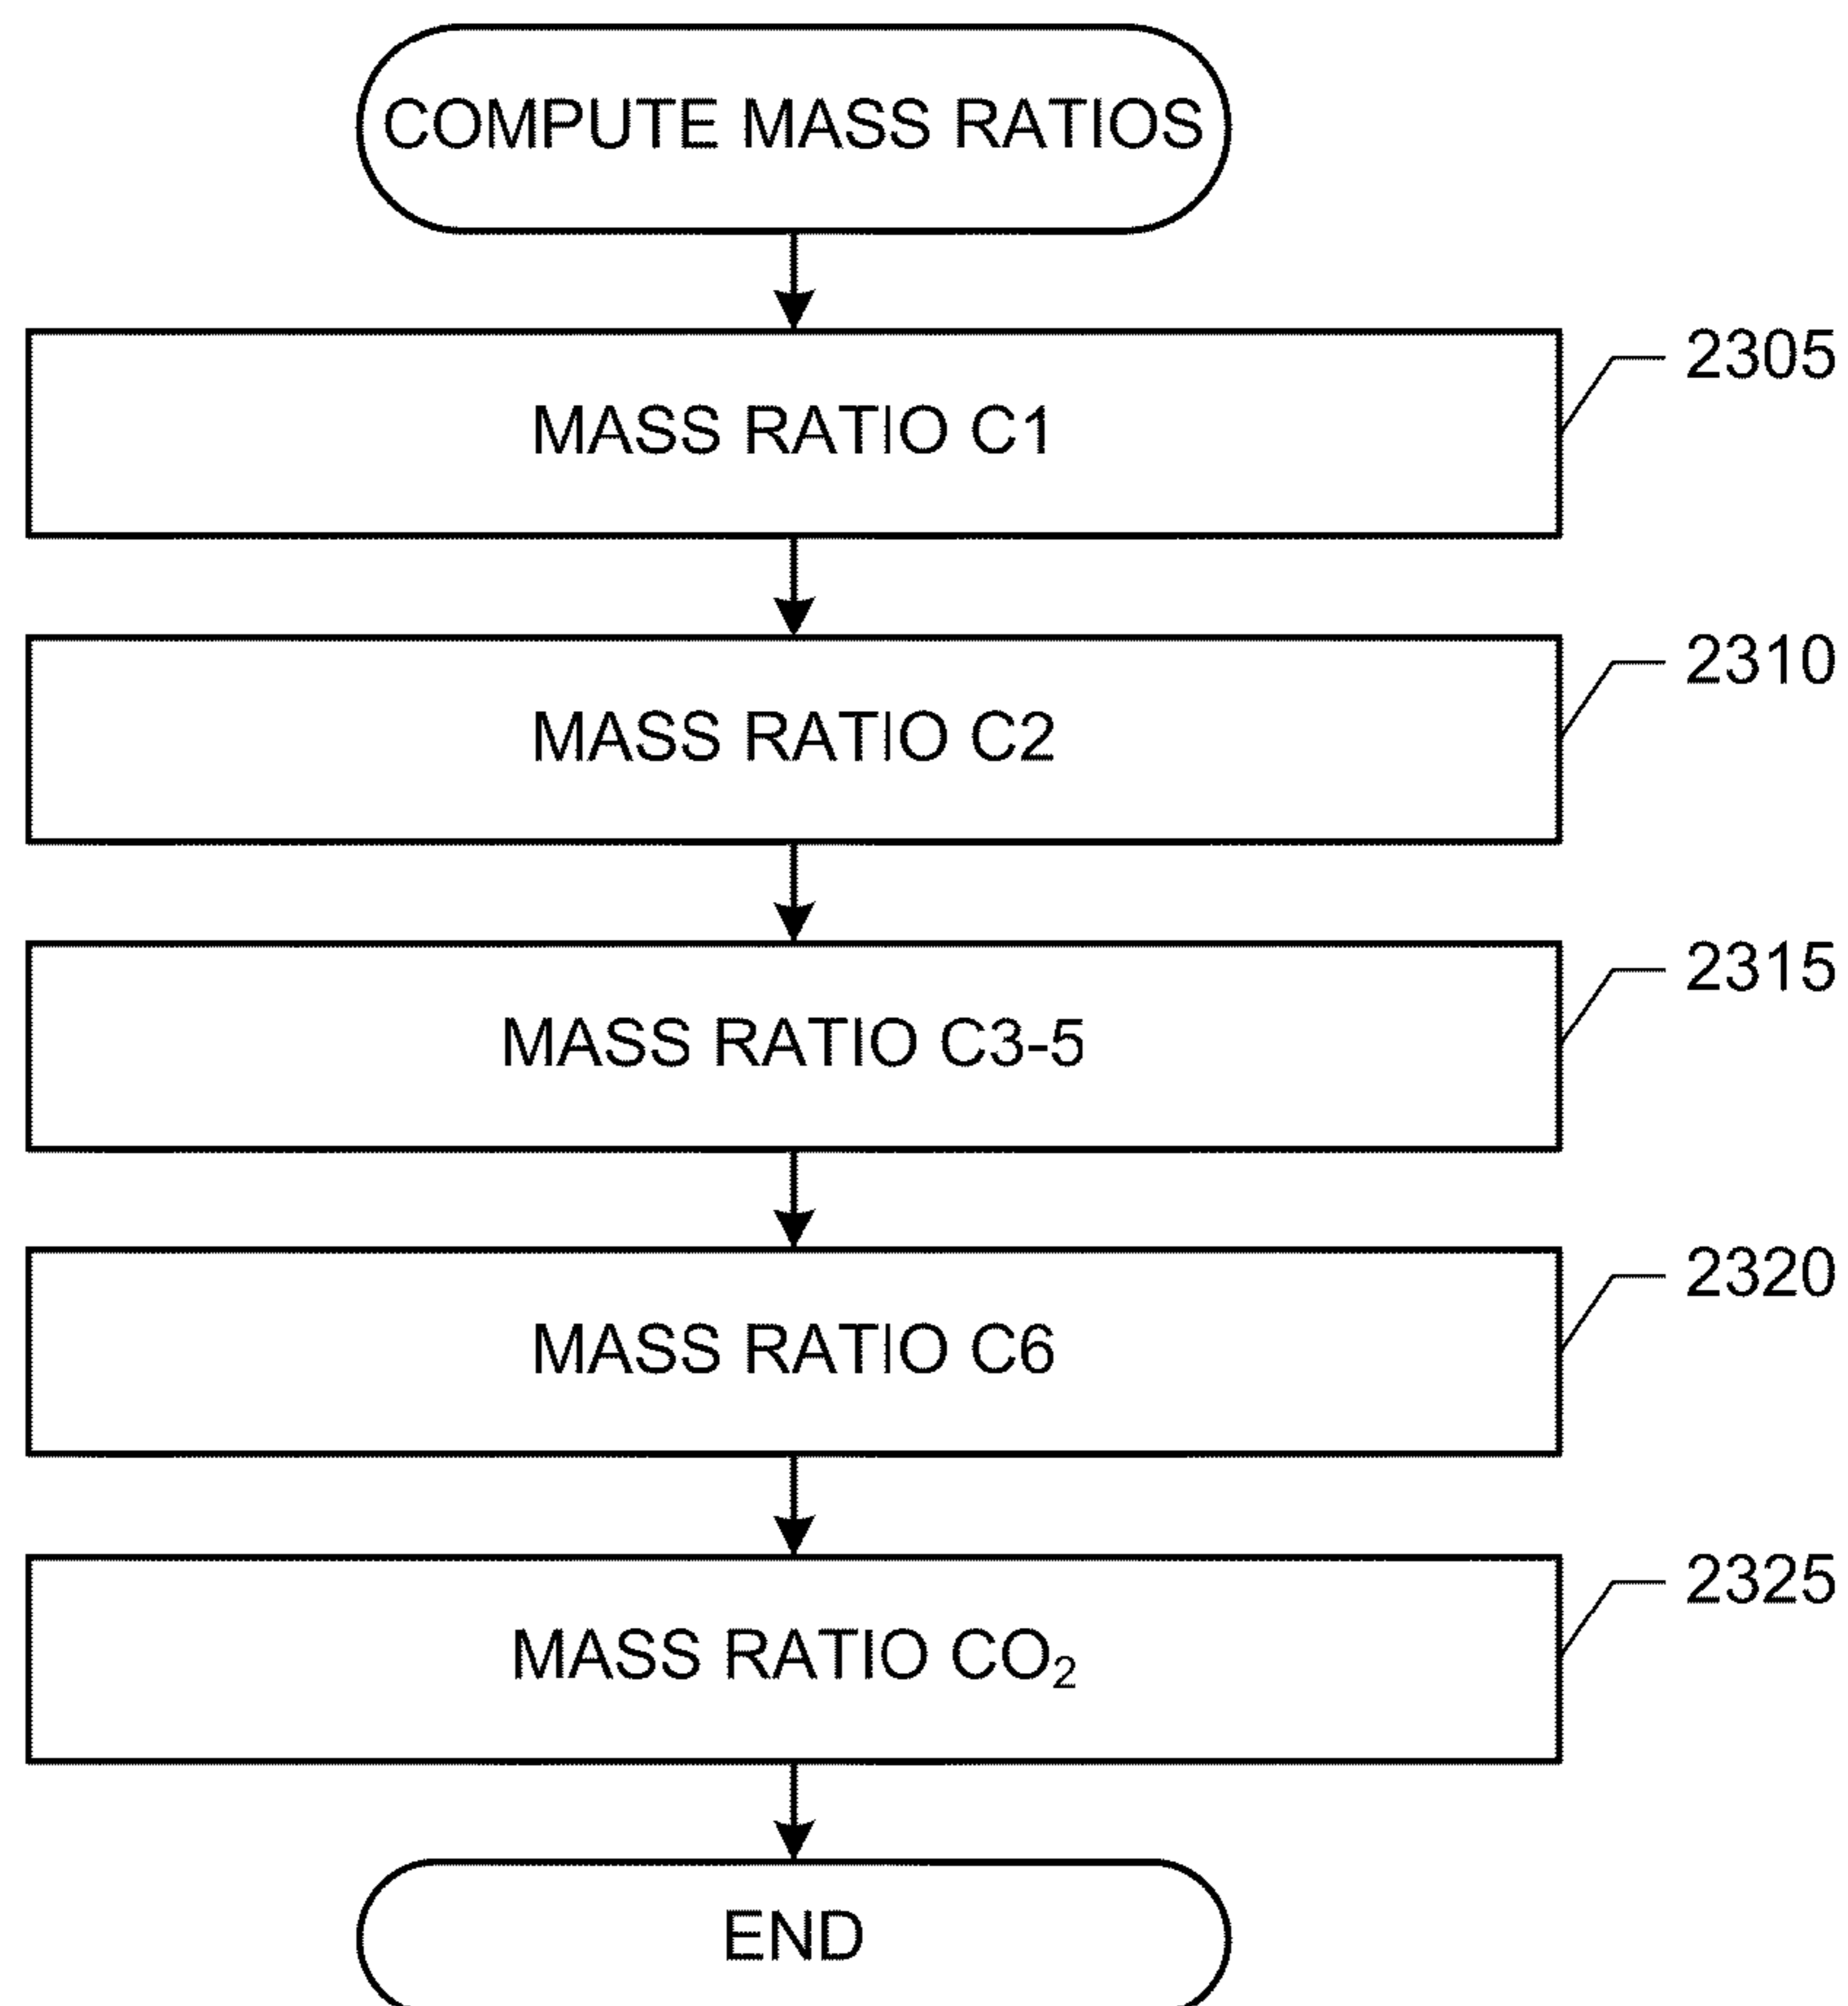 COMPUTE MASS RATIOS
MASS RATIO C1
2305
MASS RATIO C2
2310
MASS RATIO C3-5
2315
MASS RATIO C6
2320
MASS RATIO CO₂
2325
END